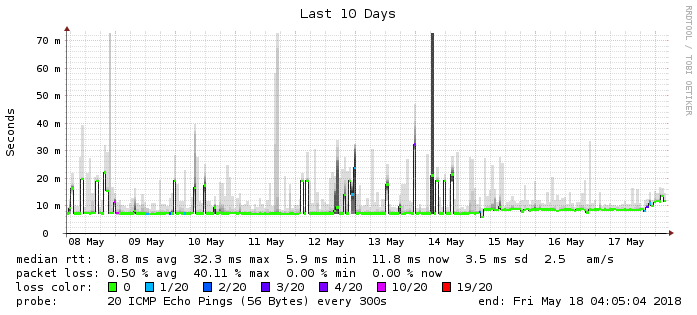 Last 10 Days
RRDTOOL / TOBI OETIKER
Seconds
70 m
60 m
50 m
40 m
30 m
20 m
10 m
0
08 May 09 May 10 May 11 May 12 May 13 May 14 May 15 May 16 May 17 May
median rtt: 8.8 ms avg 32.3 ms max 5.9 ms min 11.8 ms now 3.5 ms sd 2.5 am/s
packet loss: 0.50 % avg 40.11 % max 0.00 % min 0.00 % now
loss color: 0 1/20 2/20 3/20 4/20 10/20 19/20
probe: 20 ICMP Echo Pings (56 Bytes) every 300s end: Fri May 18 04:05:04 2018